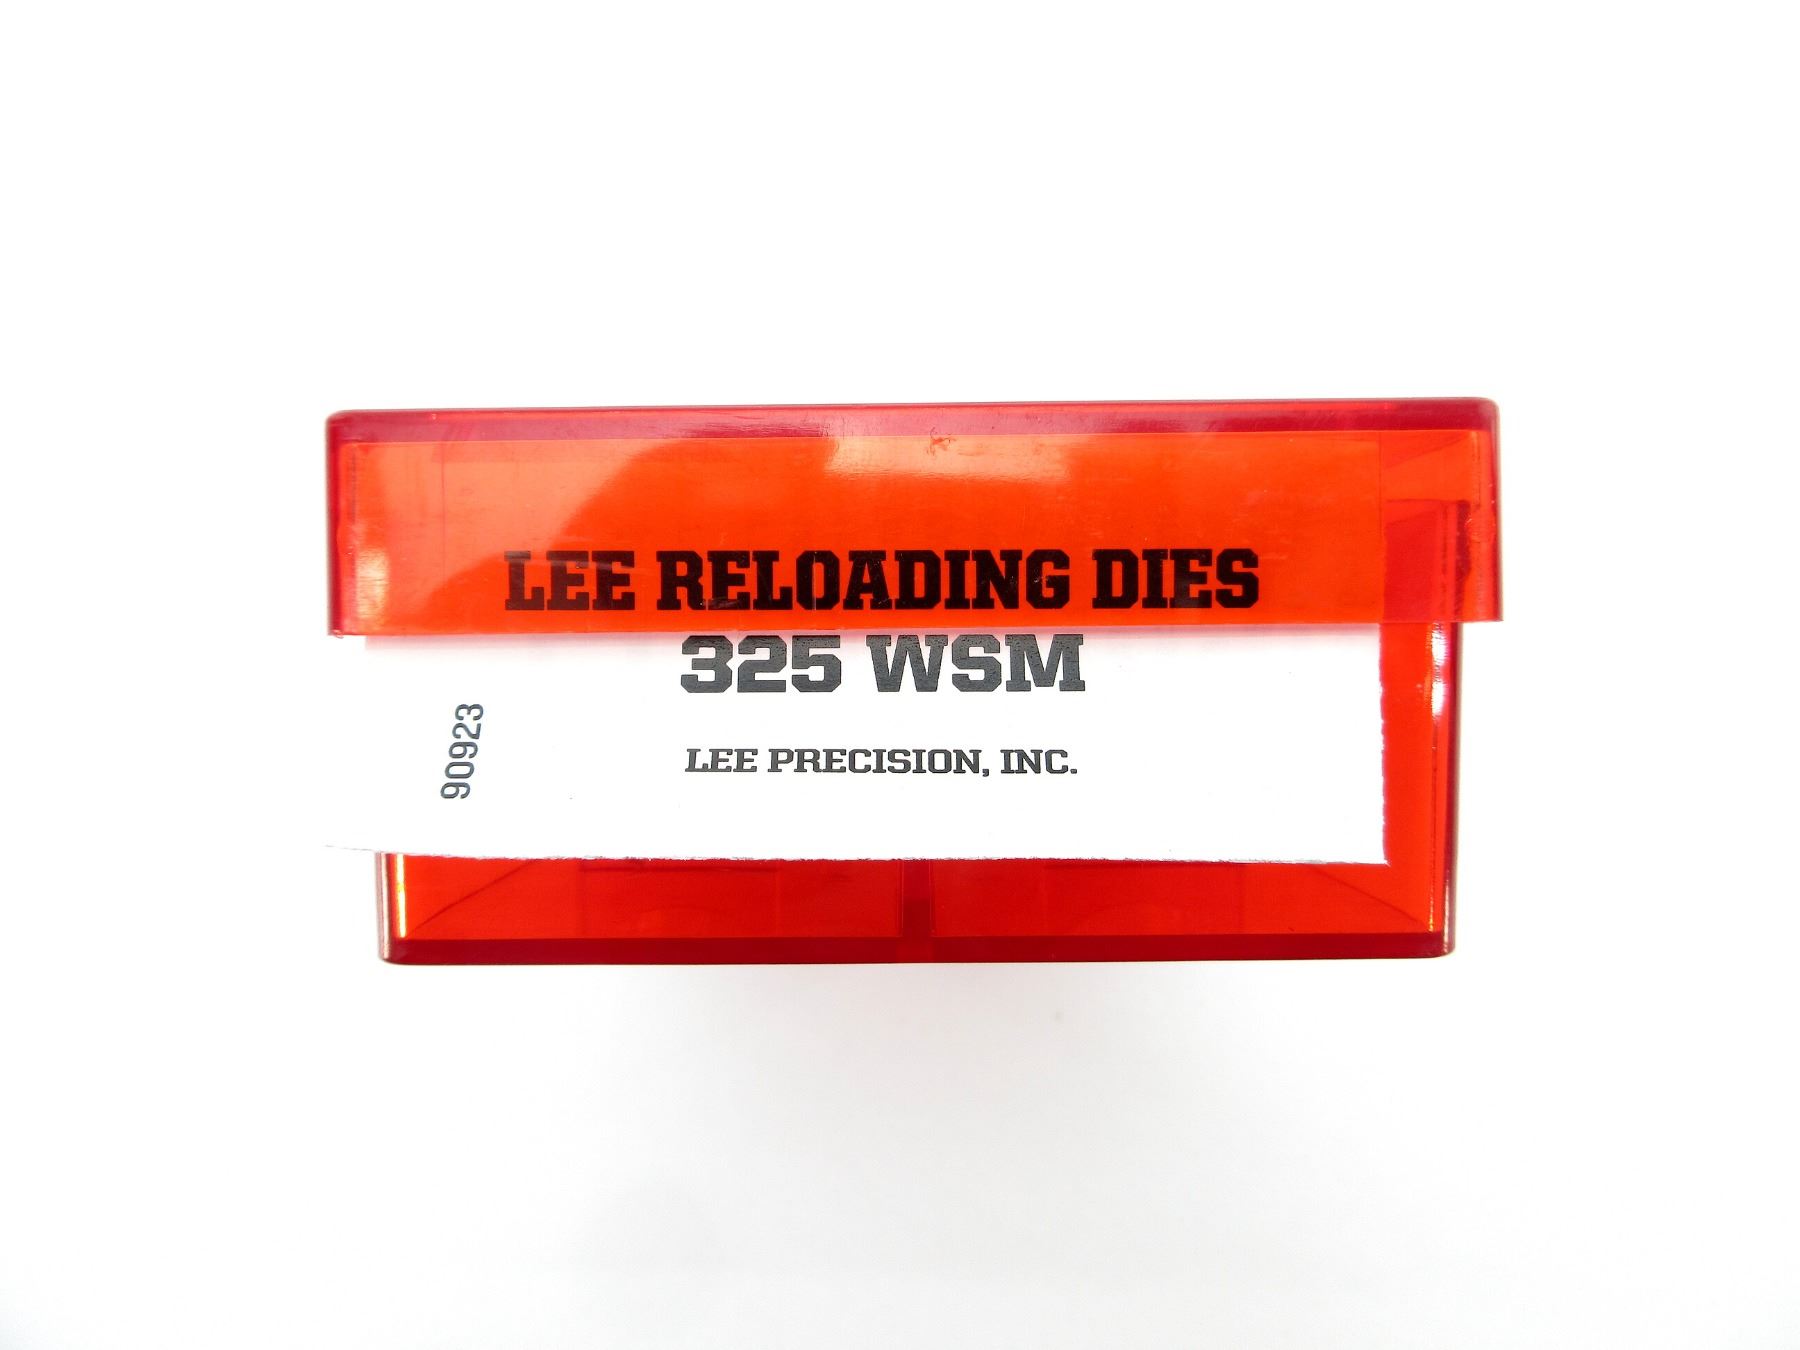 LEE RELOADING DIES
325 WSM
LEE PRECISION, INC.
90923